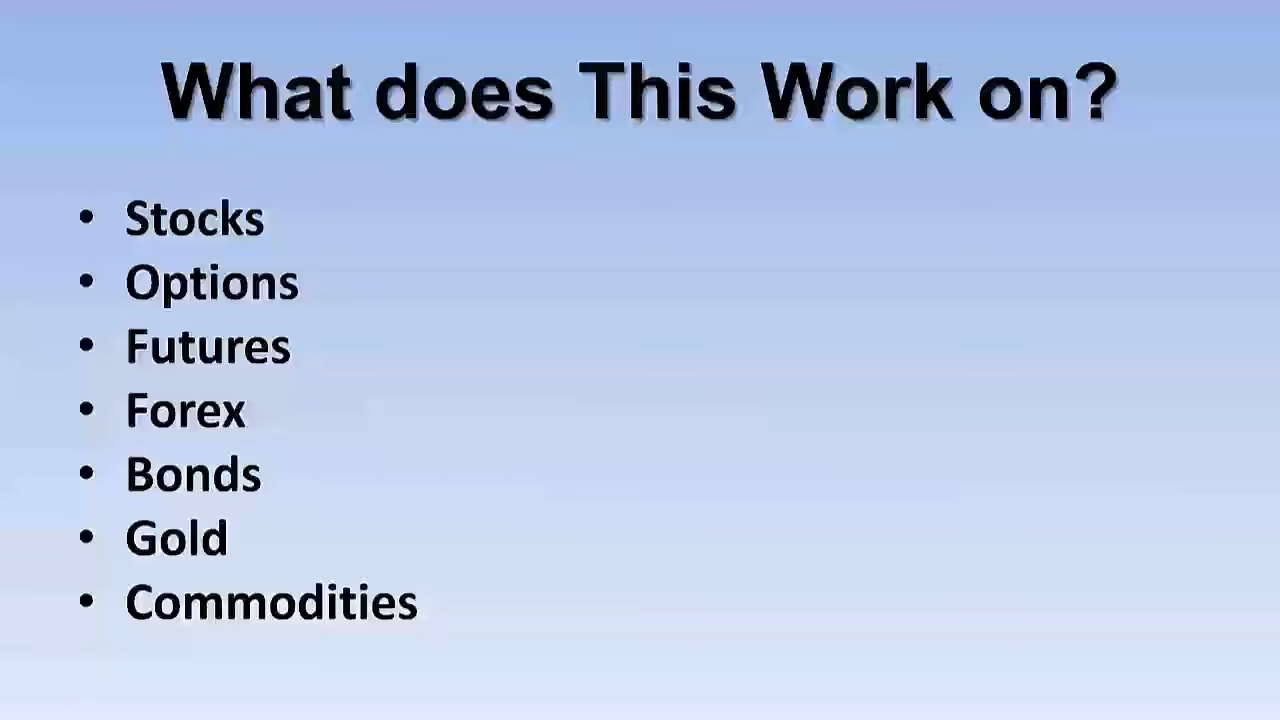 What does This Work on?
• Stocks
• Options
• Futures
• Forex
• Bonds
• Gold
• Commodities